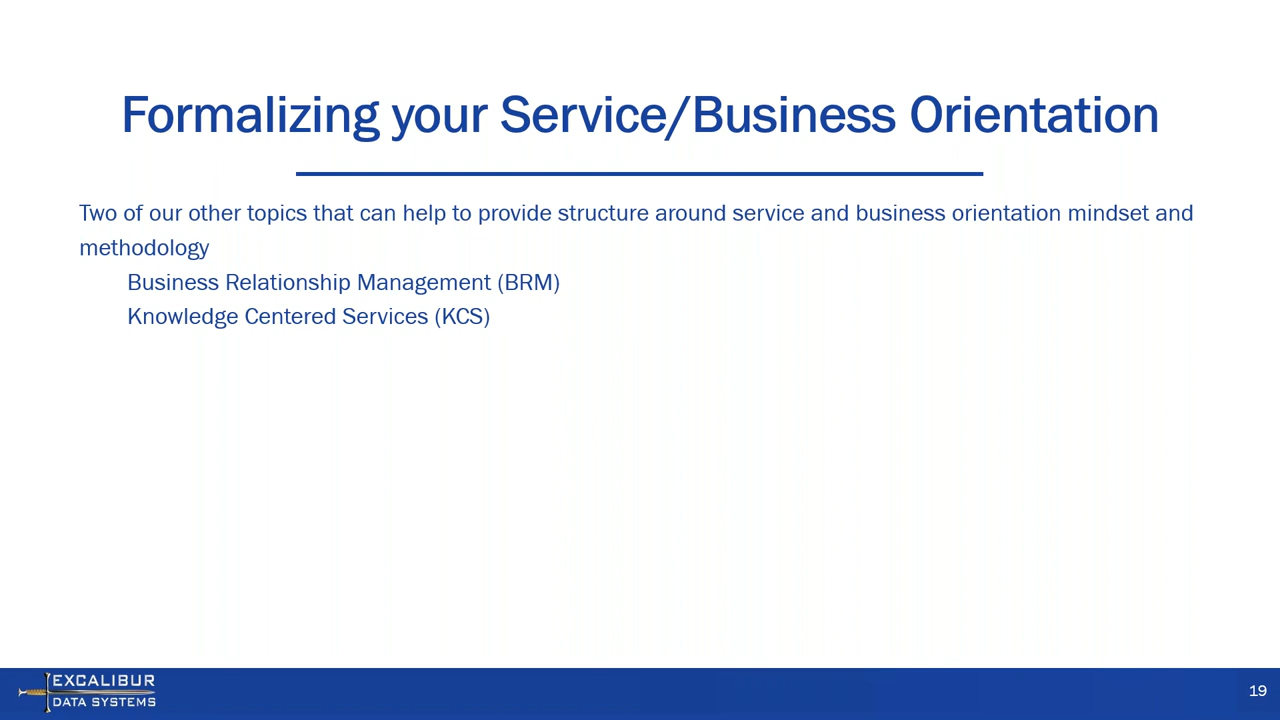 Formalizing your Service/Business Orientation
Two of our other topics that can help to provide structure around service and business orientation mindset and
methodology
Business Relationship Management (BRM)
Knowledge Centered Services (KCS)
EXCALIBUR
DATA SYSTEMS
19